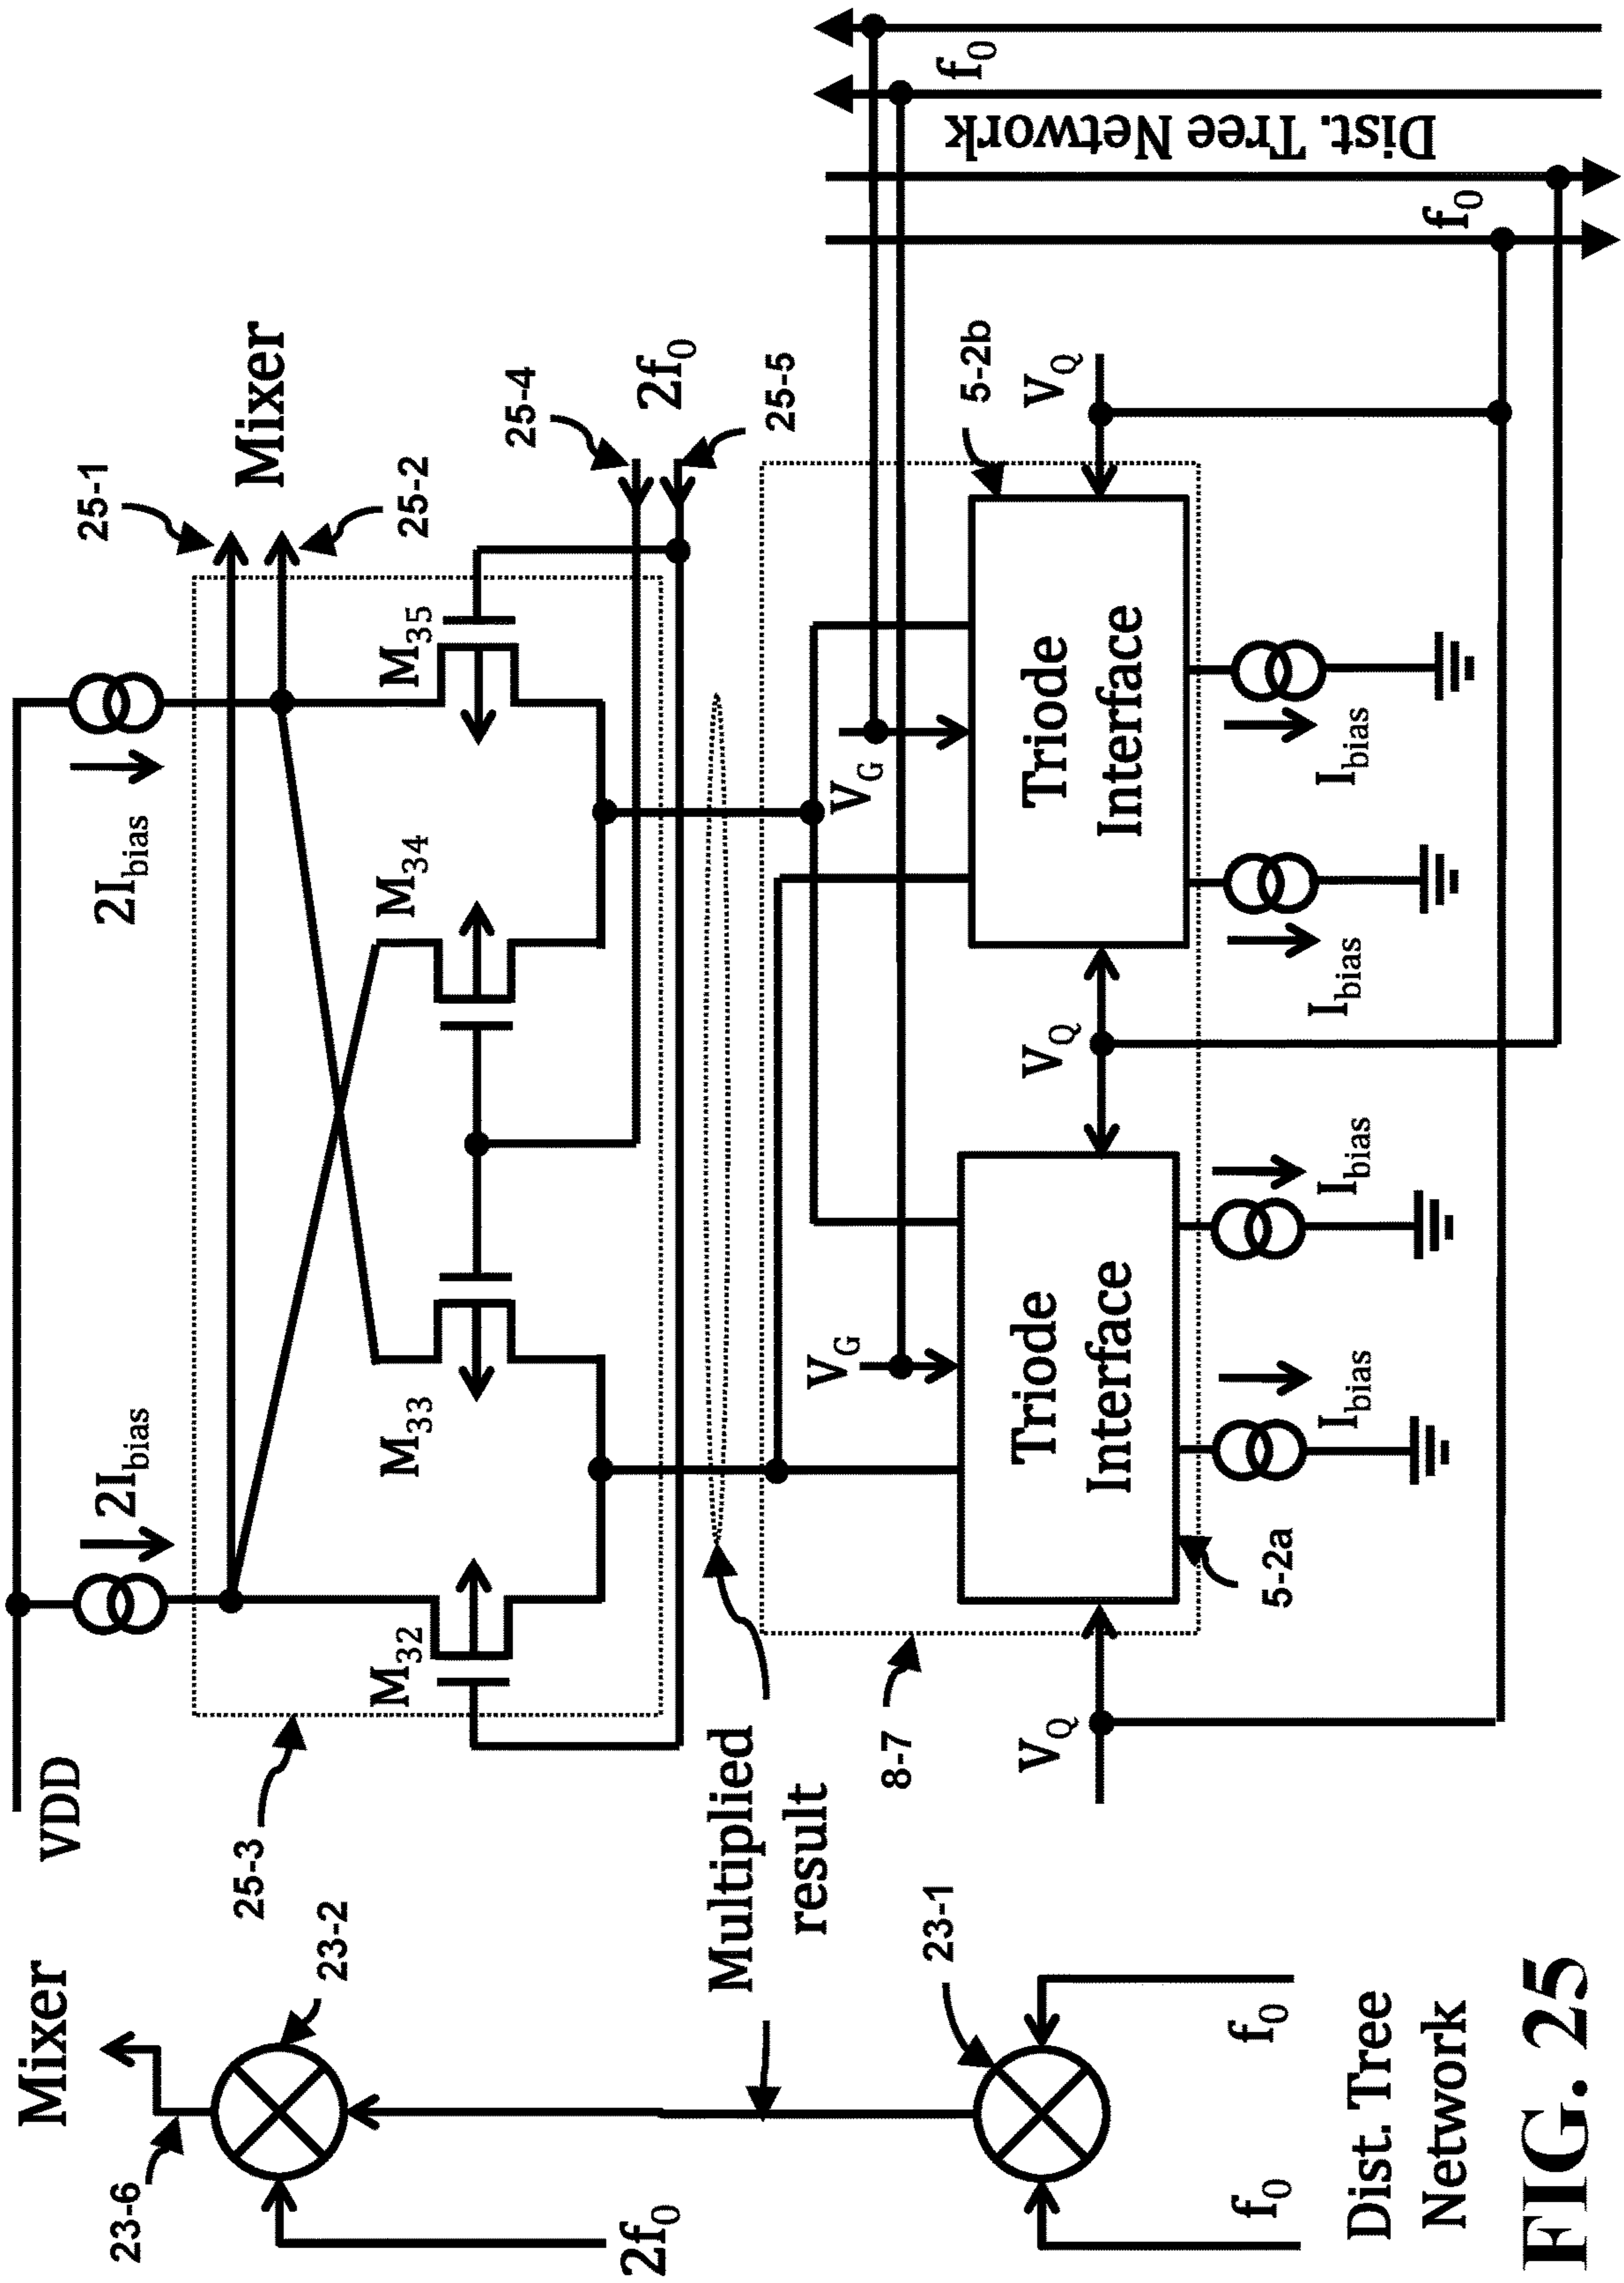 Mixer
23-6
23-2
2f0
Multiplied
result
23-1
f0
f0
Dist. Tree
Network
FIG. 25
VDD
25-3
2Ibias
2Ibias
25-1
Mixer
25-2
M32
M33
M34
M35
25-4
2f0
25-5
8-7
VG
VG
5-2b
VQ
VQ
VQ
Triode
Interface
Triode
Interface
5-2a
Ibias
Ibias
Ibias
Ibias
f0
Dist. Tree Network
f0